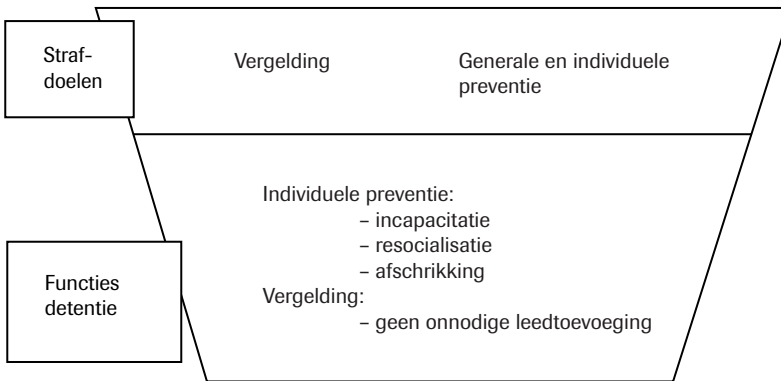 Straf-
doelen
Vergelding
Generale en individuele
preventie
Individuele preventie:
– incapacitatie
– resocialisatie
– afschrikking
Functies
detentie
Vergelding:
– geen onnodige leedtoevoeging